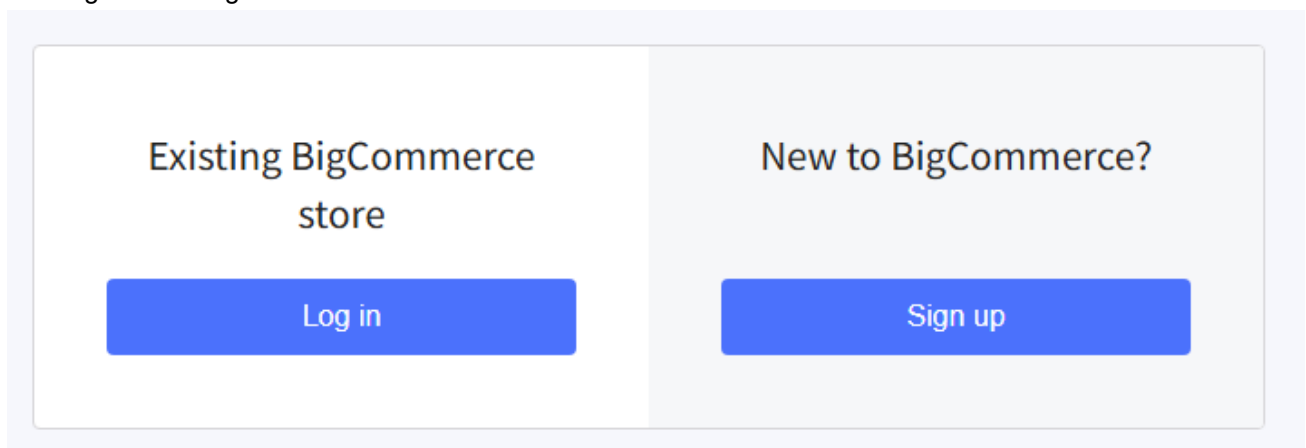 Existing BigCommerce
store
Log in
New to BigCommerce?
Sign up